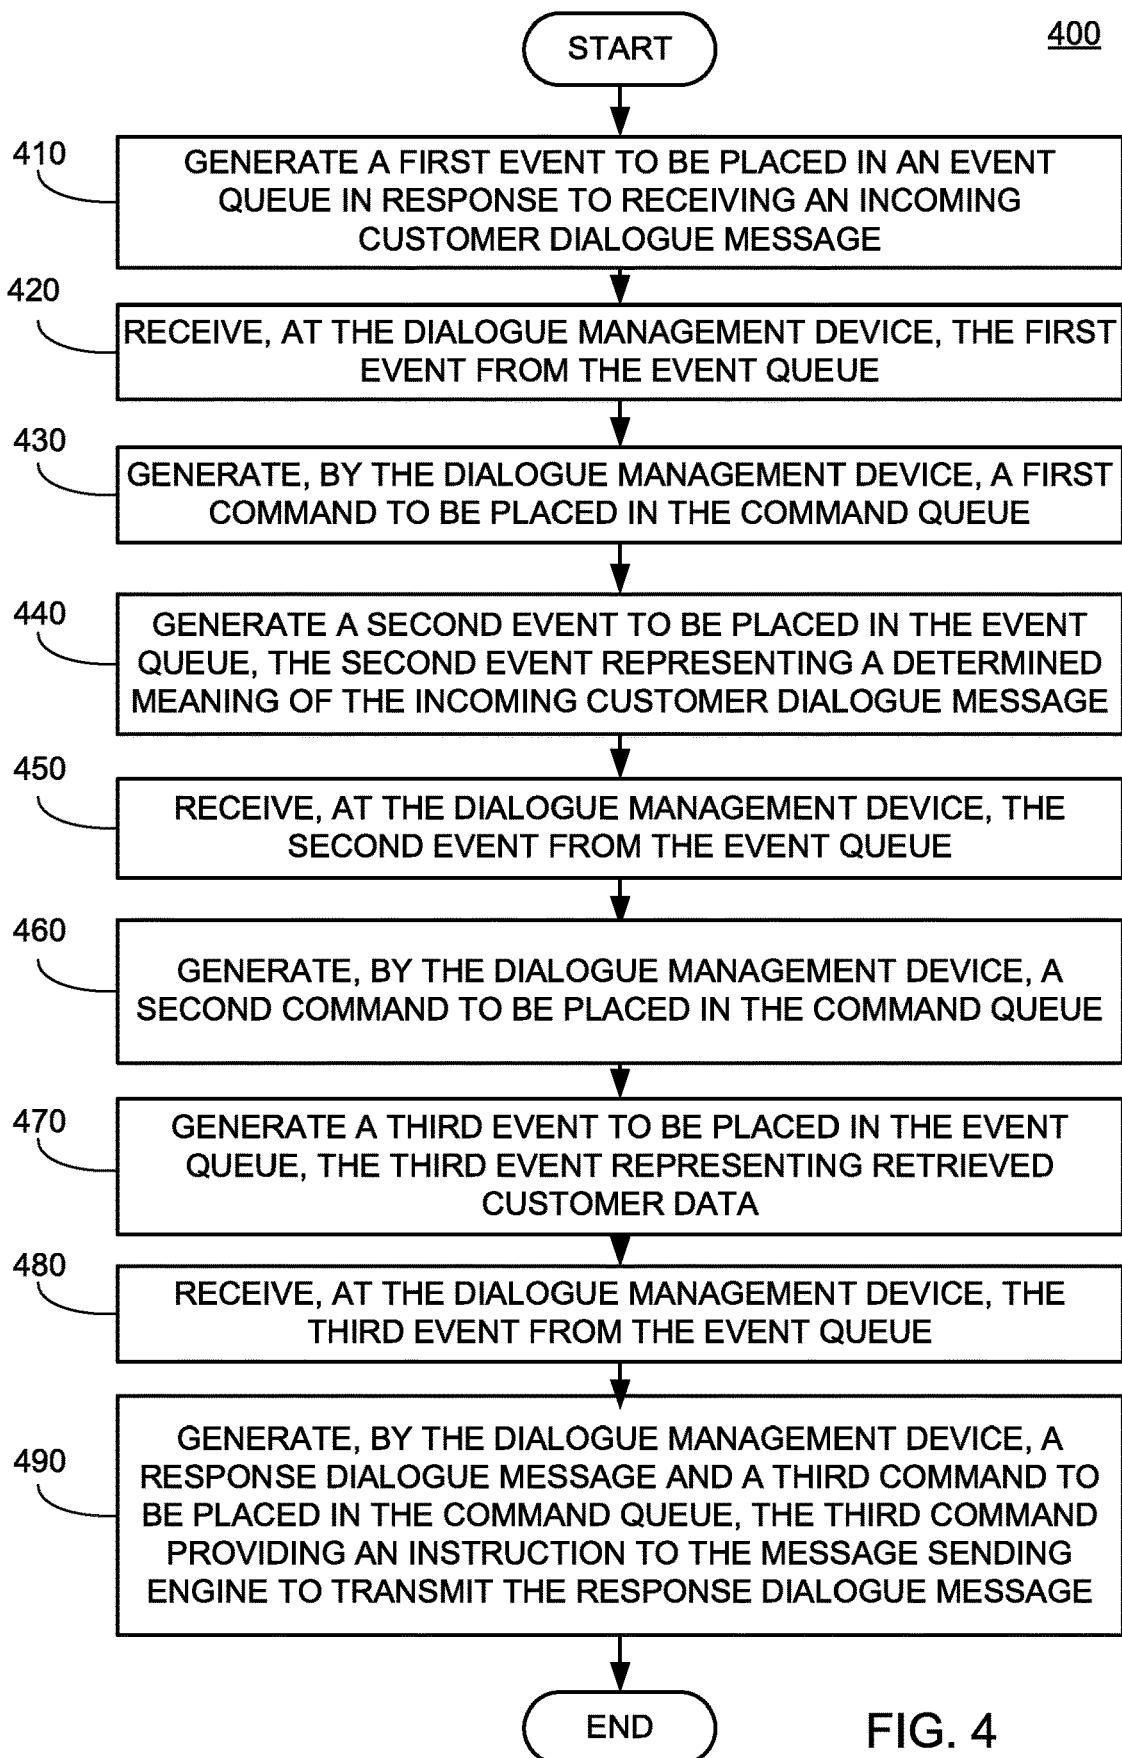 START
400
410
GENERATE A FIRST EVENT TO BE PLACED IN AN EVENT
QUEUE IN RESPONSE TO RECEIVING AN INCOMING
CUSTOMER DIALOGUE MESSAGE
420
RECEIVE, AT THE DIALOGUE MANAGEMENT DEVICE, THE FIRST
EVENT FROM THE EVENT QUEUE
430
GENERATE, BY THE DIALOGUE MANAGEMENT DEVICE, A FIRST
COMMAND TO BE PLACED IN THE COMMAND QUEUE
440
GENERATE A SECOND EVENT TO BE PLACED IN THE EVENT
QUEUE, THE SECOND EVENT REPRESENTING A DETERMINED
MEANING OF THE INCOMING CUSTOMER DIALOGUE MESSAGE
450
RECEIVE, AT THE DIALOGUE MANAGEMENT DEVICE, THE
SECOND EVENT FROM THE EVENT QUEUE
460
GENERATE, BY THE DIALOGUE MANAGEMENT DEVICE, A
SECOND COMMAND TO BE PLACED IN THE COMMAND QUEUE
470
GENERATE A THIRD EVENT TO BE PLACED IN THE EVENT
QUEUE, THE THIRD EVENT REPRESENTING RETRIEVED
CUSTOMER DATA
480
RECEIVE, AT THE DIALOGUE MANAGEMENT DEVICE, THE
THIRD EVENT FROM THE EVENT QUEUE
490
GENERATE, BY THE DIALOGUE MANAGEMENT DEVICE, A
RESPONSE DIALOGUE MESSAGE AND A THIRD COMMAND TO
BE PLACED IN THE COMMAND QUEUE, THE THIRD COMMAND
PROVIDING AN INSTRUCTION TO THE MESSAGE SENDING
ENGINE TO TRANSMIT THE RESPONSE DIALOGUE MESSAGE
END
FIG. 4